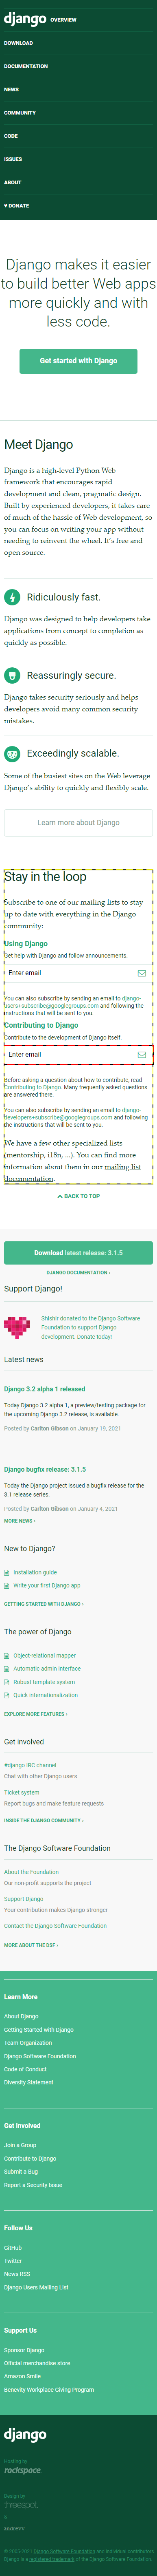 django OVERVIEW
DOWNLOAD
DOCUMENTATION
NEWS
COMMUNITY
CODE
ISSUES
ABOUT
♥ DONATE
Django makes it easier
to build better Web apps
more quickly and with
less code.
Get started with Django
Meet Django
Django is a high-level Python Web
framework that encourages rapid
development and clean, pragmatic design.
Built by experienced developers, it takes care
of much of the hassle of Web development, so
you can focus on writing your app without
needing to reinvent the wheel. It's free and
open source.
Ridiculously fast.
Django was designed to help developers take
applications from concept to completion as
quickly as possible.
Reassuringly secure.
Django takes security seriously and helps
developers avoid many common security
mistakes.
Exceedingly scalable.
Some of the busiest sites on the Web leverage
Django's ability to quickly and flexibly scale.
Learn more about Django
Stay in the loop
Subscribe to one of our mailing lists to stay
up to date with everything in the Django
community:
Using Django
Get help with Django and follow announcements.
Enter email
You can also subscribe by sending an email to django-
users+subscribe@googlegroups.com and following the
instructions that will be sent to you.
Contributing to Django
Contribute to the development of Django itself.
Enter email
Before asking a question about how to contribute, read
Contributing to Django. Many frequently asked questions
are answered there.
You can also subscribe by sending an email to django-
developers+subscribe@googlegroups.com and following
the instructions that will be sent to you.
We have a few other specialized lists
(mentorship, i18n, ...). You can find more
information about them in our mailing list
documentation.
BACK TO TOP
Download latest release: 3.1.5
DJANGO DOCUMENTATION ›
Support Django!
Shishir donated to the Django Software
Foundation to support Django
development. Donate today!
Latest news
Django 3.2 alpha 1 released
Today Django 3.2 alpha 1, a preview/testing package for
the upcoming Django 3.2 release, is available.
Posted by Carlton Gibson on January 19, 2021
Django bugfix release: 3.1.5
Today the Django project issued a bugfix release for the
3.1 release series.
Posted by Carlton Gibson on January 4, 2021
MORE NEWS ›
New to Django?
Installation guide
Write your first Django app
GETTING STARTED WITH DJANGO ›
The power of Django
Object-relational mapper
Automatic admin interface
Robust template system
Quick Internationalization
EXPLORE MORE FEATURES ›
Get involved
#django IRC channel
Chat with other Django users
Ticket system
Report bugs and make feature requests
INSIDE THE DJANGO COMMUNITY ›
The Django Software Foundation
About the Foundation
Our non-profit supports the project
Support Django
Your contribution makes Django stronger
Contact the Django Software Foundation
MORE ABOUT THE DSF ›
Learn More
About Django
Getting Started with Django
Team Organization
Django Software Foundation
Code of Conduct
Diversity Statement
Get Involved
Join a Group
Contribute to Django
Submit a Bug
Report a Security Issue
Follow Us
GitHub
Twitter
News RSS
Django Users Mailing List
Support Us
Sponsor Django
Official merchandise store
Amazon Smile
Benevity Workplace Giving Program
django
Hosting by
rackspace
Design by
threespot.
&
andrevv
© 2005-2021 Django Software Foundation and individual contributors.
Django is a registered trademark of the Django Software Foundation.